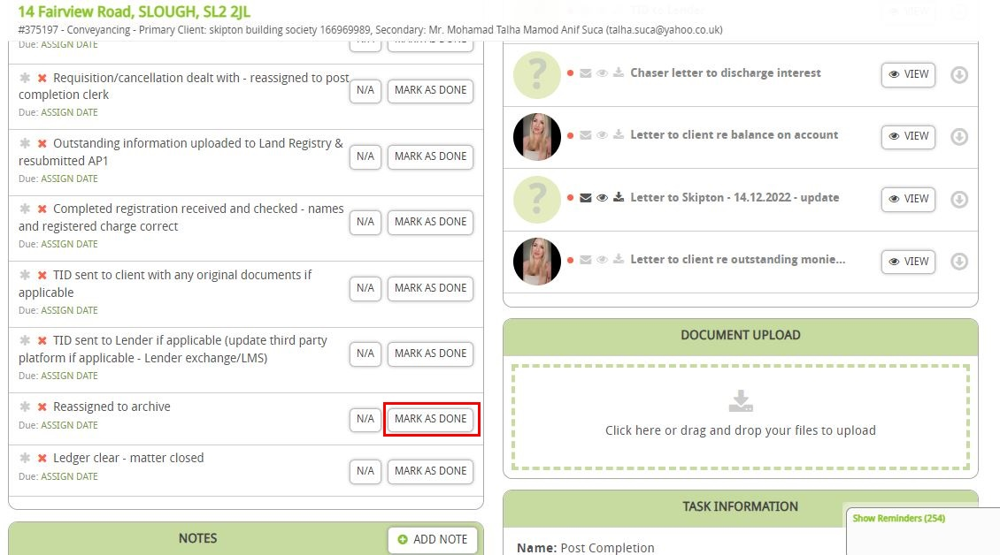 14 Fairview Road, SLOUGH, SL2 2JL
#375197 - Conveyancing - Primary Client: skipton building society 166969989, Secondary: Mr. Mohamad Talha Mamod Anif Suca (talha.suca@yahoo.co.uk)
Due: ASSIGN DATE
Requisition/cancellation dealt with - reassigned to post
completion clerk
N/A MARK AS DONE
Due: ASSIGN DATE
Outstanding information uploaded to Land Registry &
resubmitted AP1
N/A MARK AS DONE
Due: ASSIGN DATE
Completed registration received and checked - names
and registered charge correct
N/A MARK AS DONE
Due: ASSIGN DATE
TID sent to client with any original documents if
applicable
N/A MARK AS DONE
Due: ASSIGN DATE
TID sent to Lender if applicable (update third party
platform if applicable - Lender exchange/LMS)
N/A MARK AS DONE
Due: ASSIGN DATE
Reassigned to archive
N/A MARK AS DONE
Due: ASSIGN DATE
Ledger clear - matter closed
N/A MARK AS DONE
Due: ASSIGN DATE
NOTES
ADD NOTE
TID to Lender VIEW
Chaser letter to discharge interest VIEW
Letter to client re balance on account VIEW
Letter to Skipton - 14.12.2022 - update VIEW
Letter to client re outstanding monie... VIEW
DOCUMENT UPLOAD
Click here or drag and drop your files to upload
TASK INFORMATION
Name: Post Completion
Show Reminders (254)